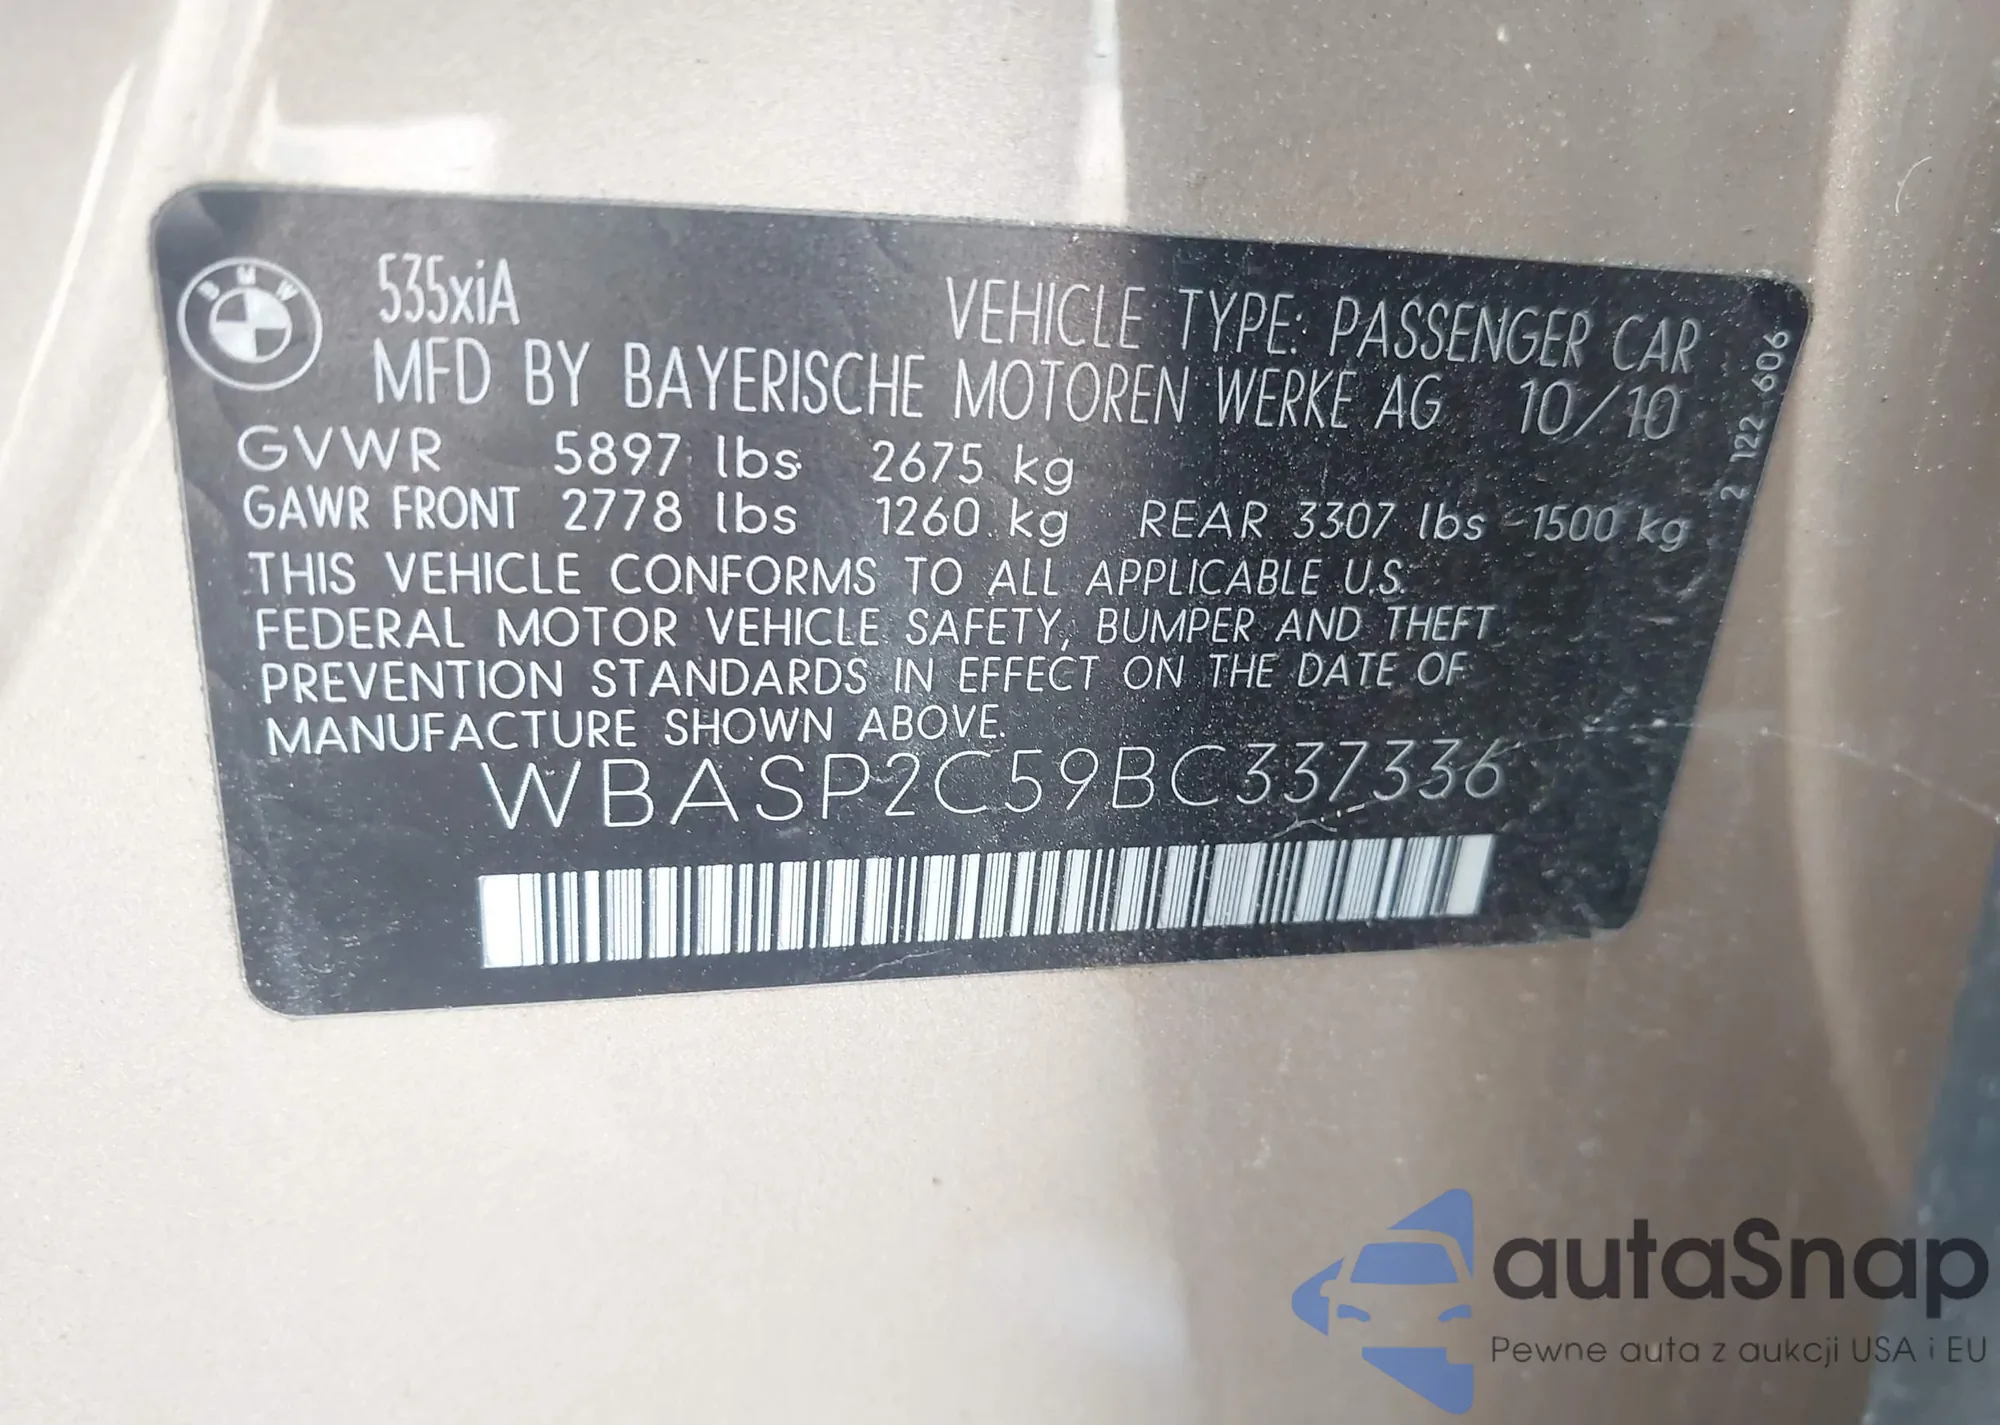 BMW
535xiA
VEHICLE TYPE: PASSENGER CAR
MFD BY BAYERISCHE MOTOREN WERKE AG 10/10
GVWR 5897 lbs 2675 kg
GAWR FRONT 2778 lbs 1260 kg REAR 3307 lbs 1500 kg
THIS VEHICLE CONFORMS TO ALL APPLICABLE U.S.
FEDERAL MOTOR VEHICLE SAFETY, BUMPER AND THEFT
PREVENTION STANDARDS IN EFFECT ON THE DATE OF
MANUFACTURE SHOWN ABOVE.
WBASP2C59BC337336
2 122 606
autaSnap
Pewne auta z aukcji USA i EU